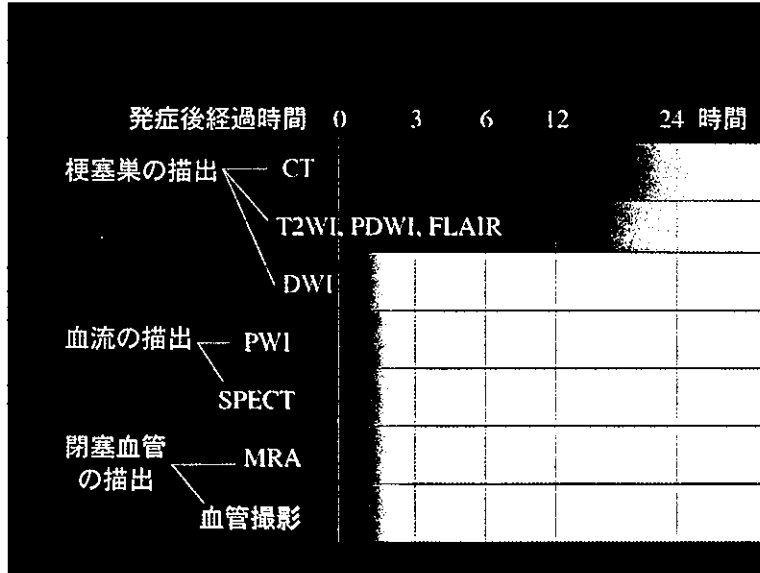 発症後経過時間 0 3 6 12 24 時間
梗塞巣の描出 CT
T2WI, PDWI, FLAIR
DWI
血流の描出 PWI
SPECT
閉塞血管
の描出 MRA
血管撮影